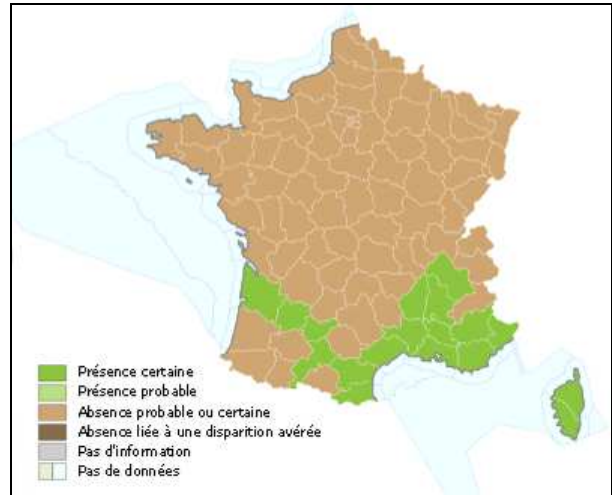 Présence certaine
Présence probable
Absence probable ou certaine
Absence liée à une disparition avérée
Pas d'information
Pas de données